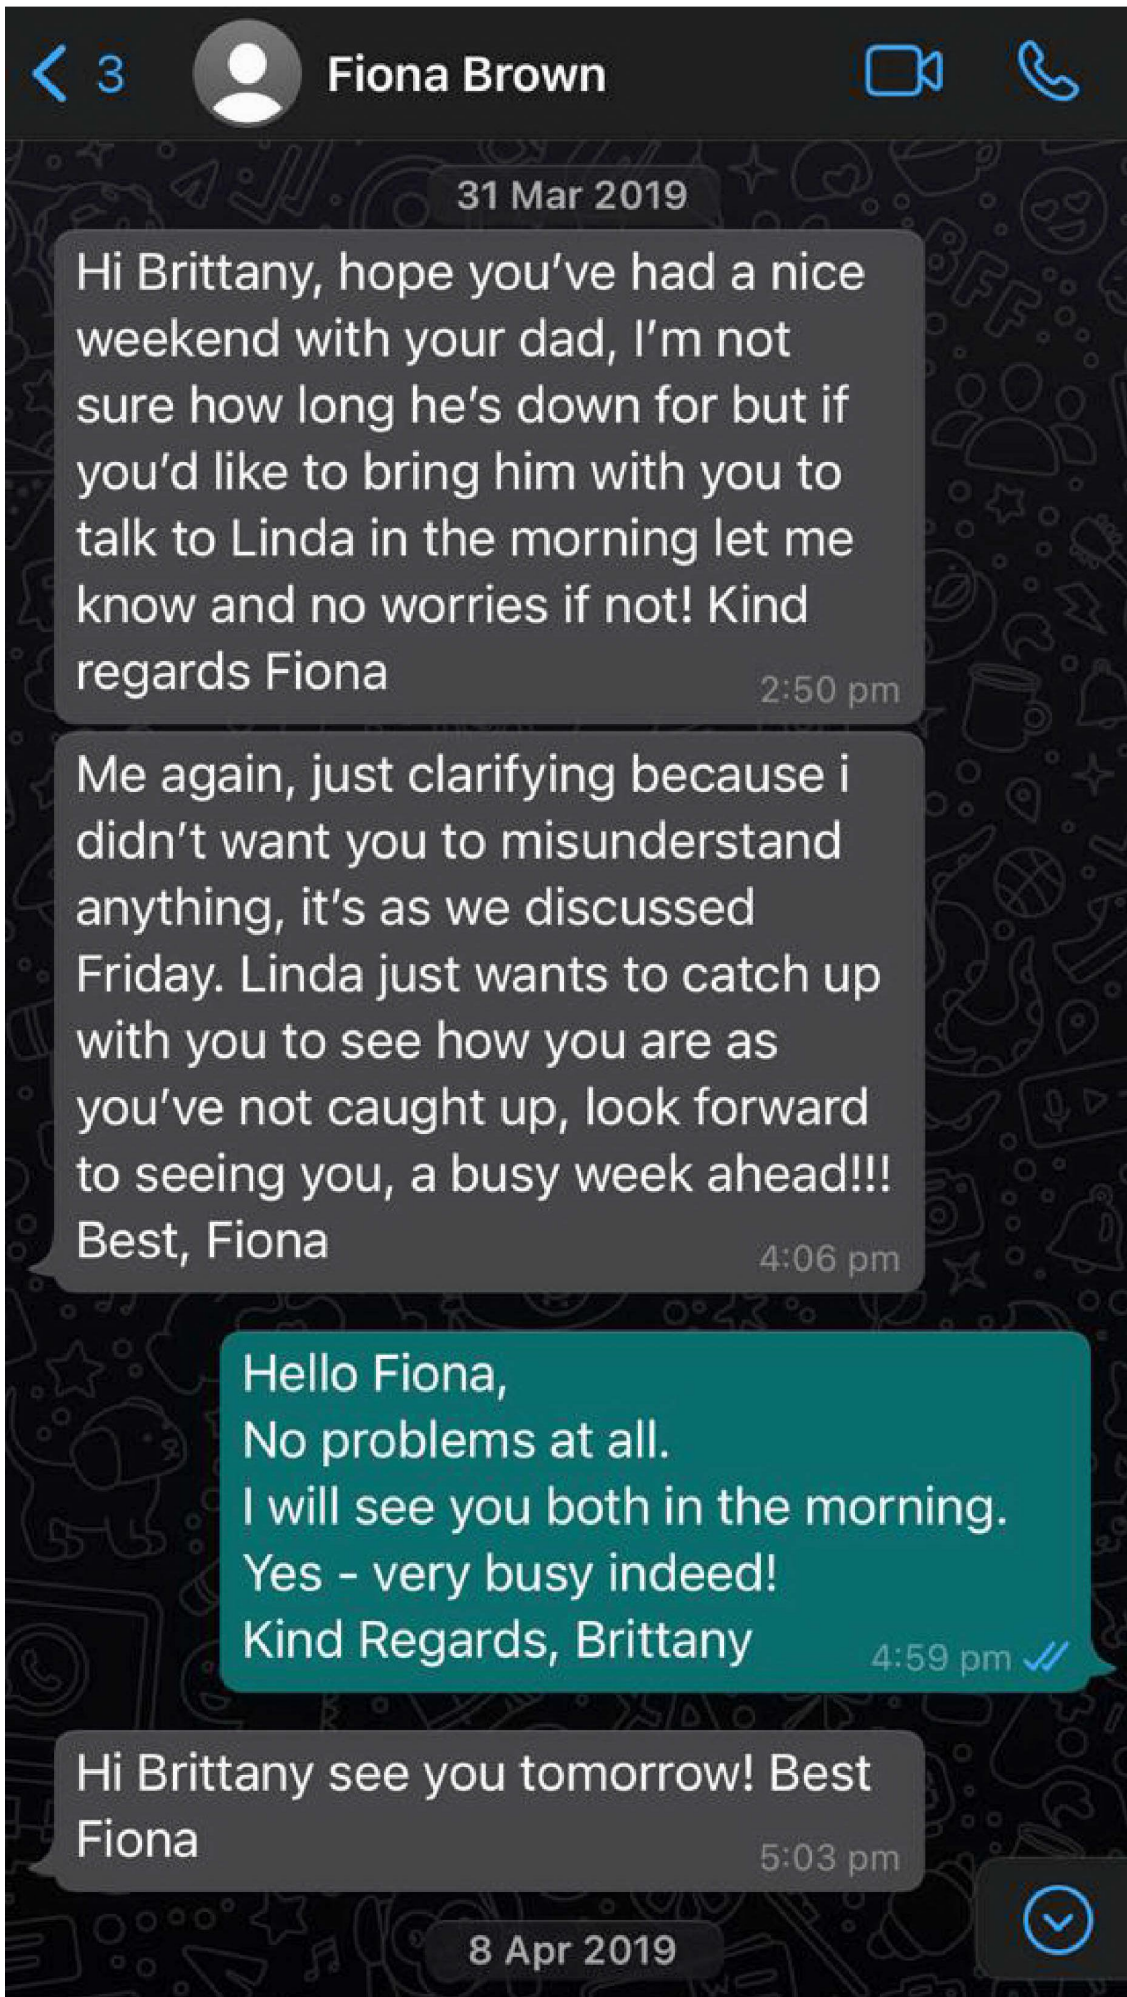 3
Fiona Brown
31 Mar 2019
Hi Brittany, hope you've had a nice
weekend with your dad, I'm not
sure how long he's down for but if
you'd like to bring him with you to
talk to Linda in the morning let me
know and no worries if not! Kind
regards Fiona
2:50 pm
Me again, just clarifying because i
didn't want you to misunderstand
anything, it's as we discussed
Friday. Linda just wants to catch up
with you to see how you are as
you've not caught up, look forward
to seeing you, a busy week ahead!!!
Best, Fiona
4:06 pm
Hello Fiona,
No problems at all.
I will see you both in the morning.
Yes - very busy indeed!
Kind Regards, Brittany
4:59 pm
Hi Brittany see you tomorrow! Best
Fiona
5:03 pm
8 Apr 2019
BFF